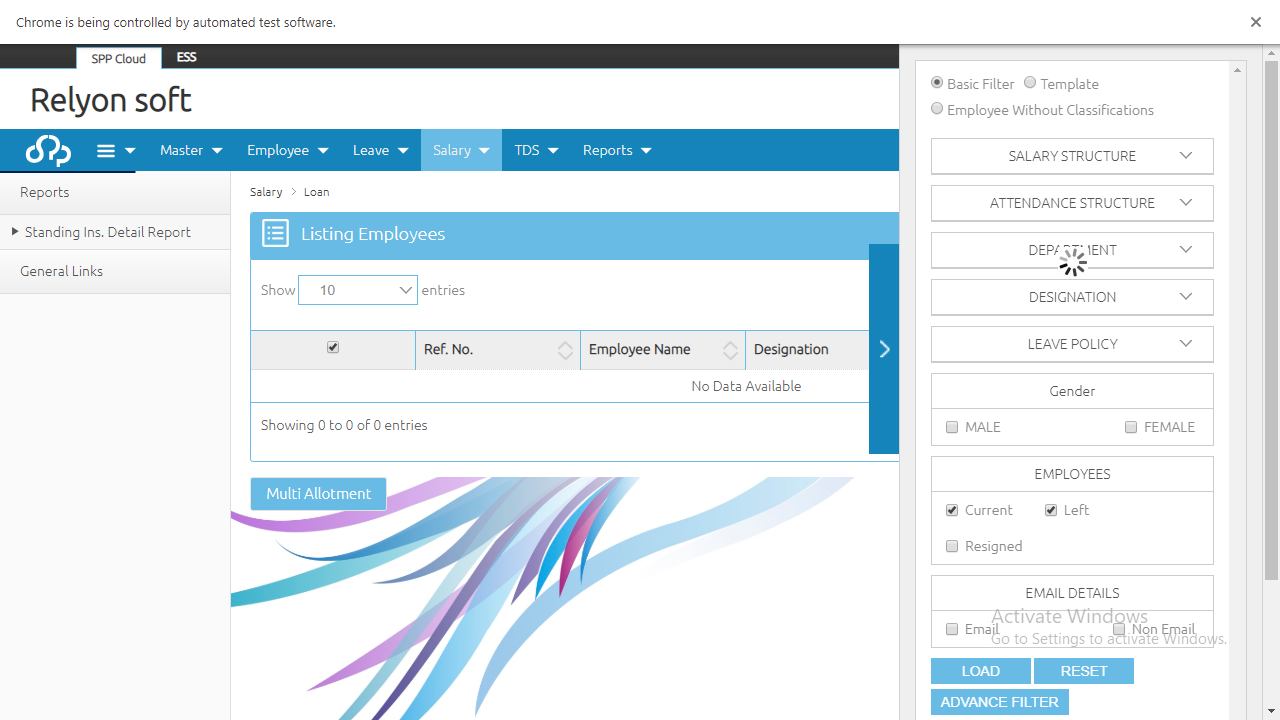 Chrome is being controlled by automated test software.
SPP Cloud ESS
Relyon soft
Master Employee Leave Salary TDS Reports
Reports
Standing Ins. Detail Report
General Links
Salary > Loan
Listing Employees
Show 10 entries
Ref. No. Employee Name Designation
No Data Available
Showing 0 to 0 of 0 entries
Multi Allotment
Basic Filter Template
Employee Without Classifications
SALARY STRUCTURE
ATTENDANCE STRUCTURE
DEPARTMENT
DESIGNATION
LEAVE POLICY
Gender
MALE FEMALE
EMPLOYEES
Current Left
Resigned
EMAIL DETAILS
Email Non Email
Activate Windows
Go to Settings to activate Windows.
LOAD RESET
ADVANCE FILTER